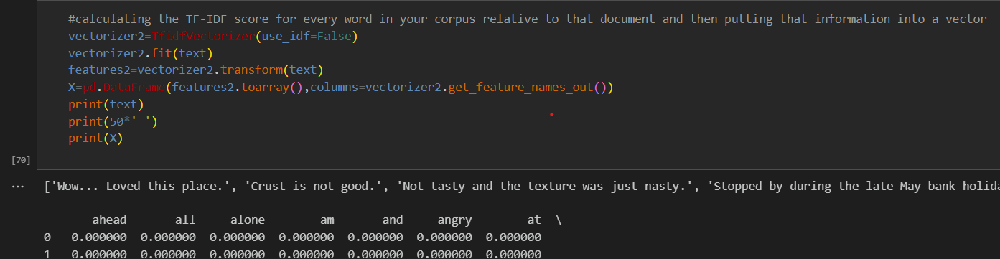 #calculating the TF-IDF score for every word in your corpus relative to that document and then putting that information into a vector
vectorizer2=TfidfVectorizer(use_idf=False)
vectorizer2.fit(text)
features2=vectorizer2.transform(text)
X=pd.DataFrame(features2.toarray(),columns=vectorizer2.get_feature_names_out())
print(text)
print(50*'_')
print(X)
[70]
... ['Wow... Loved this place.', 'Crust is not good.', 'Not tasty and the texture was just nasty.', 'Stopped by during the late May bank holida
__________________________________________________
ahead all alone am and angry at \
0 0.000000 0.000000 0.000000 0.000000 0.000000 0.000000 0.000000
1 0.000000 0.000000 0.000000 0.000000 0.000000 0.000000 0.000000